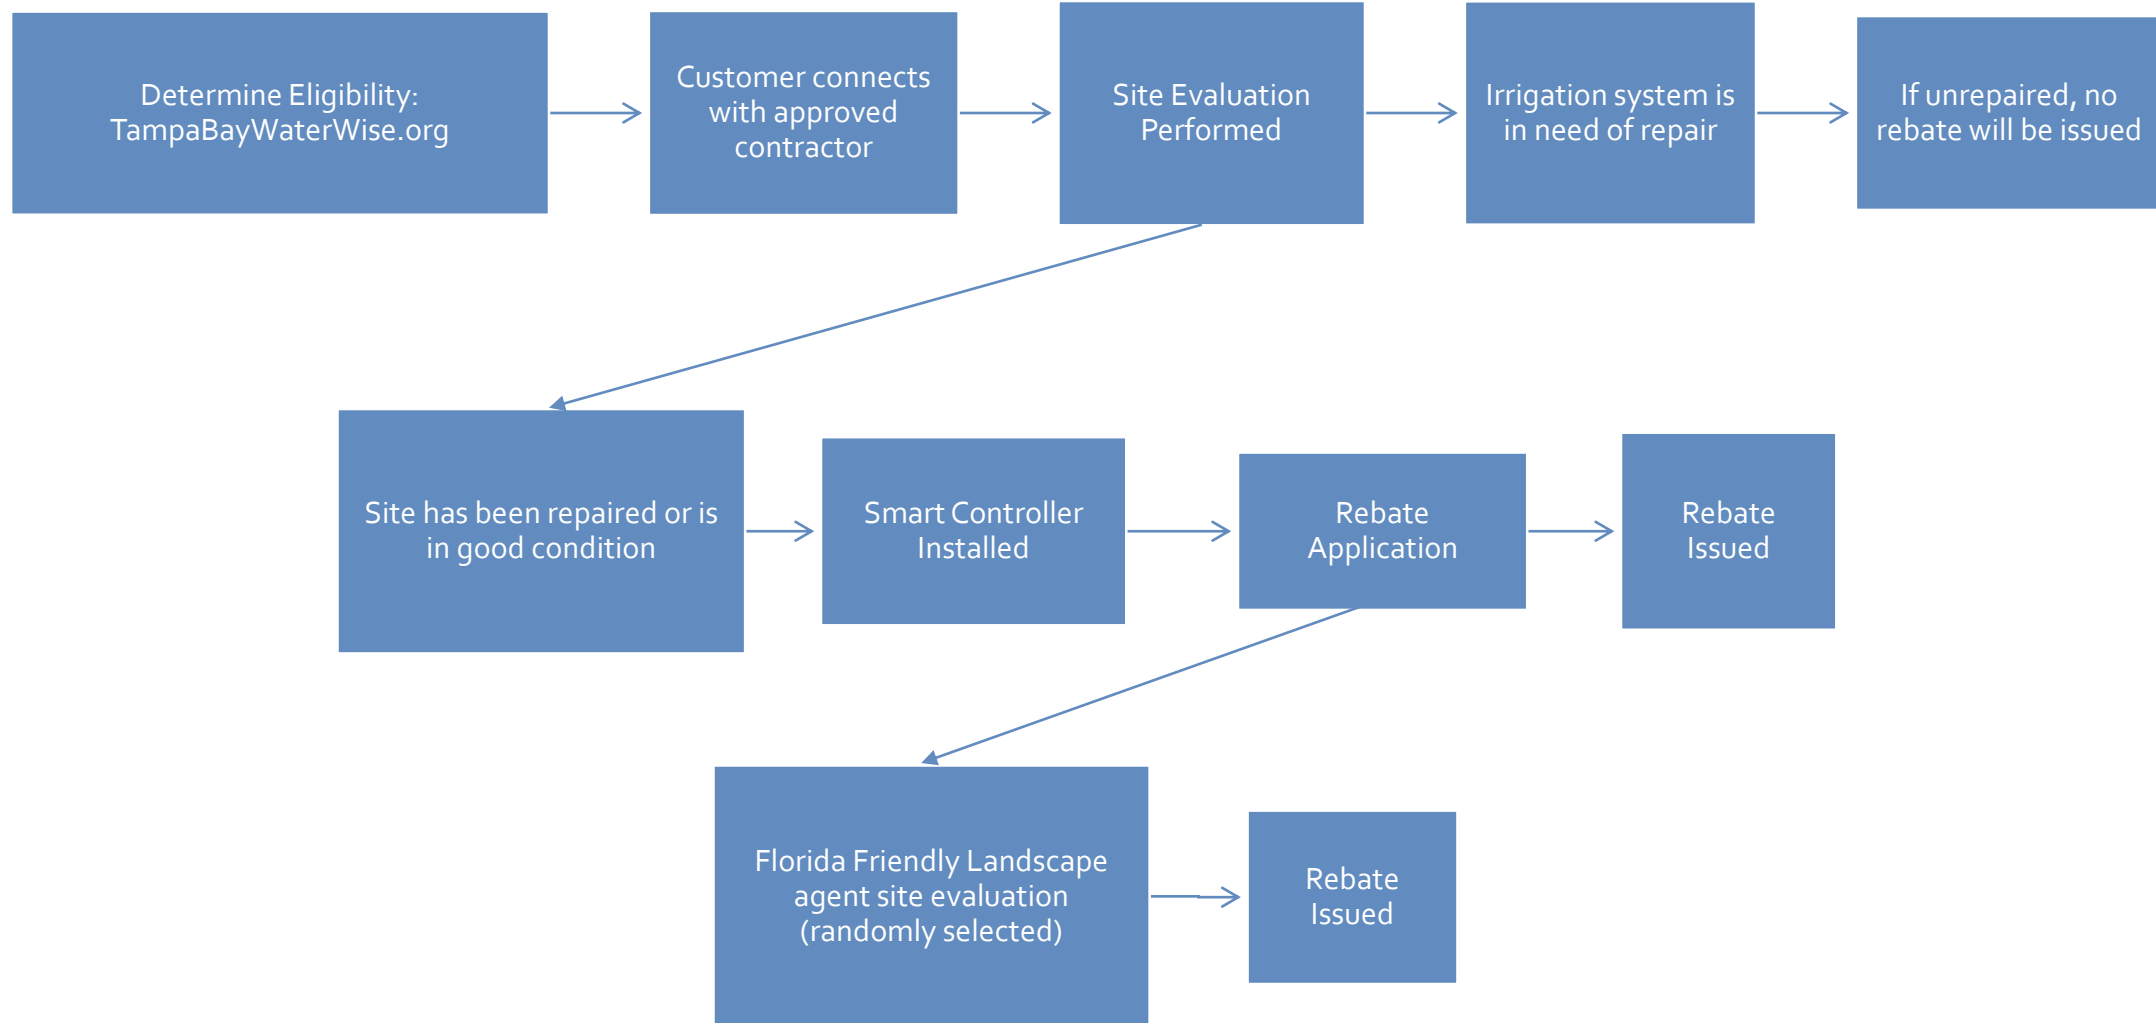 Determine Eligibility:
TampaBayWaterWise.org
Customer connects
with approved
contractor
Site Evaluation
Performed
Irrigation system is
in need of repair
If unrepaired, no
rebate will be issued
Site has been repaired or is
in good condition
Smart Controller
Installed
Rebate
Application
Rebate
Issued
Florida Friendly Landscape
agent site evaluation
(randomly selected)
Rebate
Issued